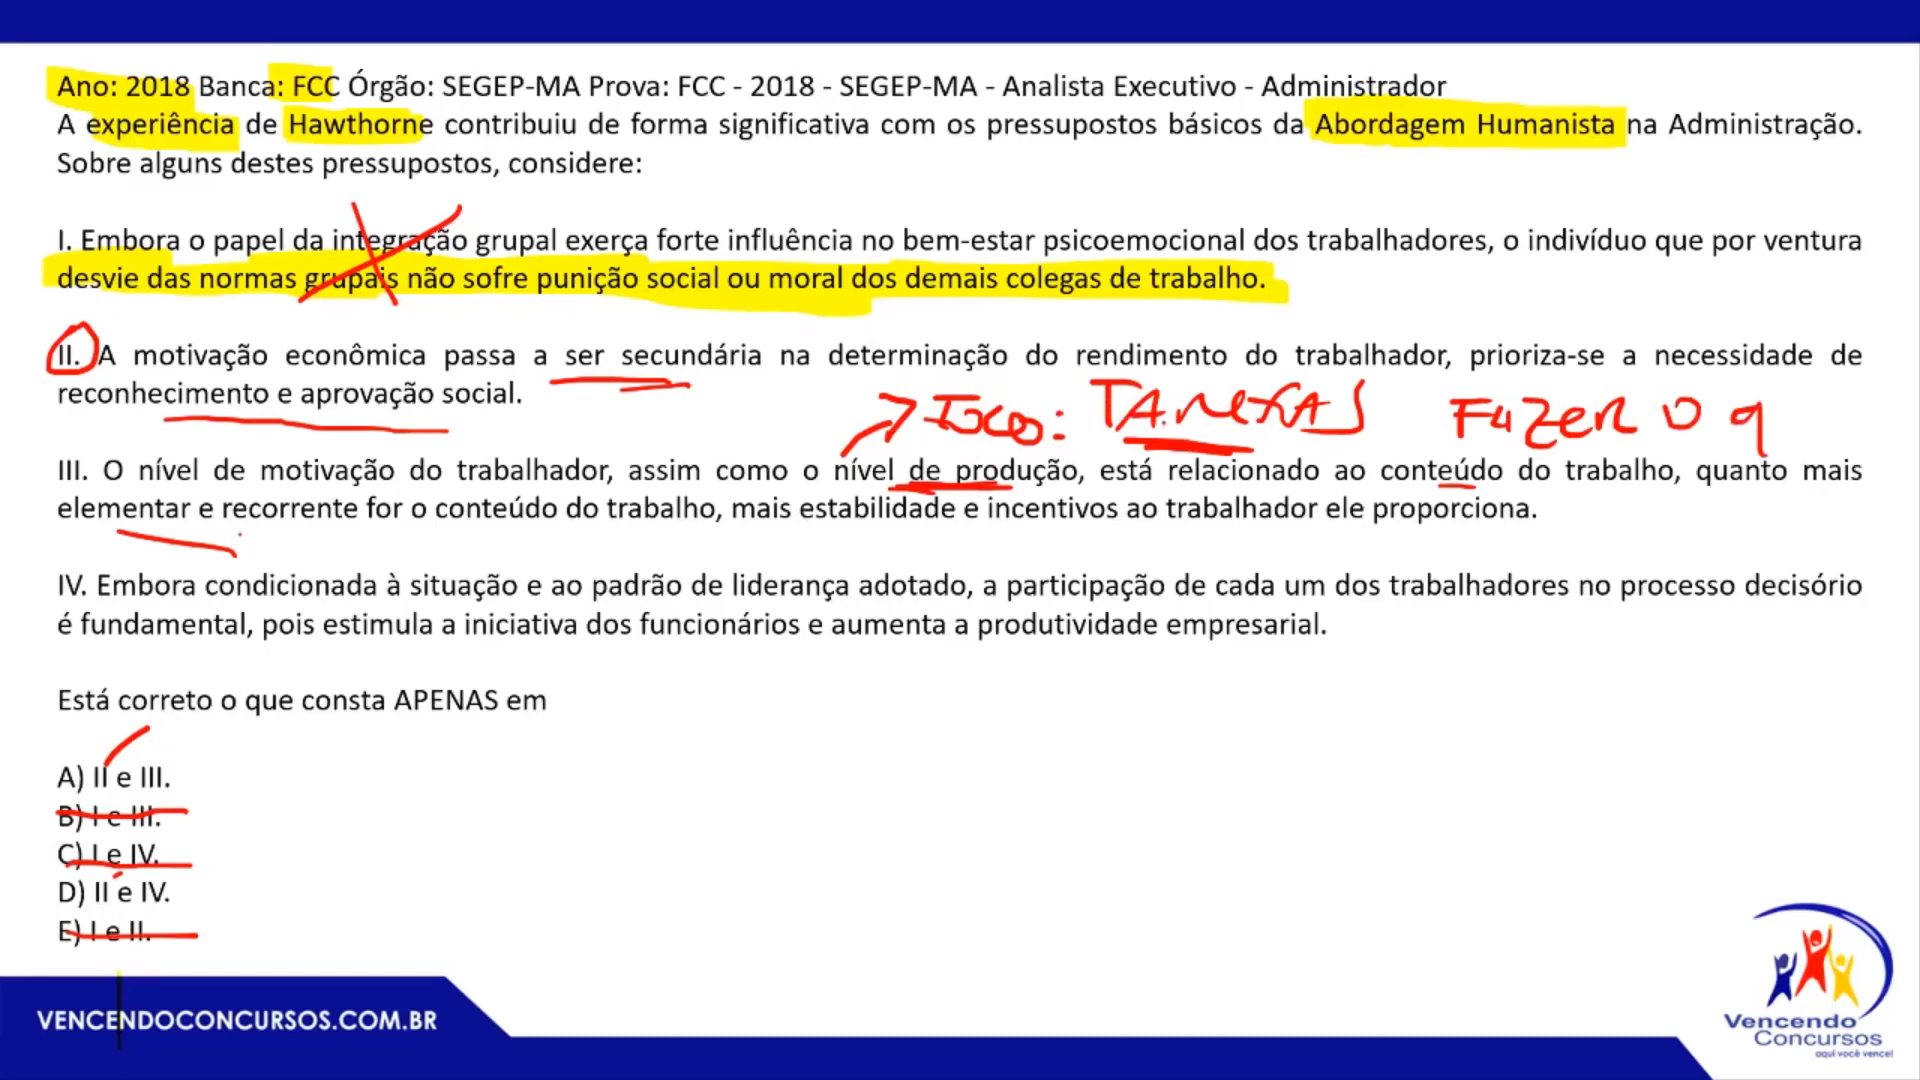 Ano: 2018 Banca: FCC Órgão: SEGEP-MA Prova: FCC - 2018 - SEGEP-MA - Analista Executivo - Administrador
A experiência de Hawthorne contribuiu de forma significativa com os pressupostos básicos da Abordagem Humanista na Administração.
Sobre alguns destes pressupostos, considere:
I. Embora o papel da integração grupal exerça forte influência no bem-estar psicoemocional dos trabalhadores, o indivíduo que por ventura
desvie das normas grupais não sofre punição social ou moral dos demais colegas de trabalho.
II. A motivação econômica passa a ser secundária na determinação do rendimento do trabalhador, prioriza-se a necessidade de
reconhecimento e aprovação social.
Foco: TAREFAS FAZER O q
III. O nível de motivação do trabalhador, assim como o nível de produção, está relacionado ao conteúdo do trabalho, quanto mais
elementar e recorrente for o conteúdo do trabalho, mais estabilidade e incentivos ao trabalhador ele proporciona.
IV. Embora condicionada à situação e ao padrão de liderança adotado, a participação de cada um dos trabalhadores no processo decisório
é fundamental, pois estimula a iniciativa dos funcionários e aumenta a produtividade empresarial.
Está correto o que consta APENAS em
A) II e III.
B) I e III.
C) I e IV.
D) II e IV.
E) I e II.
VENCENDOCONCURSOS.COM.BR
Vencendo
Concursos
aqui você vence!